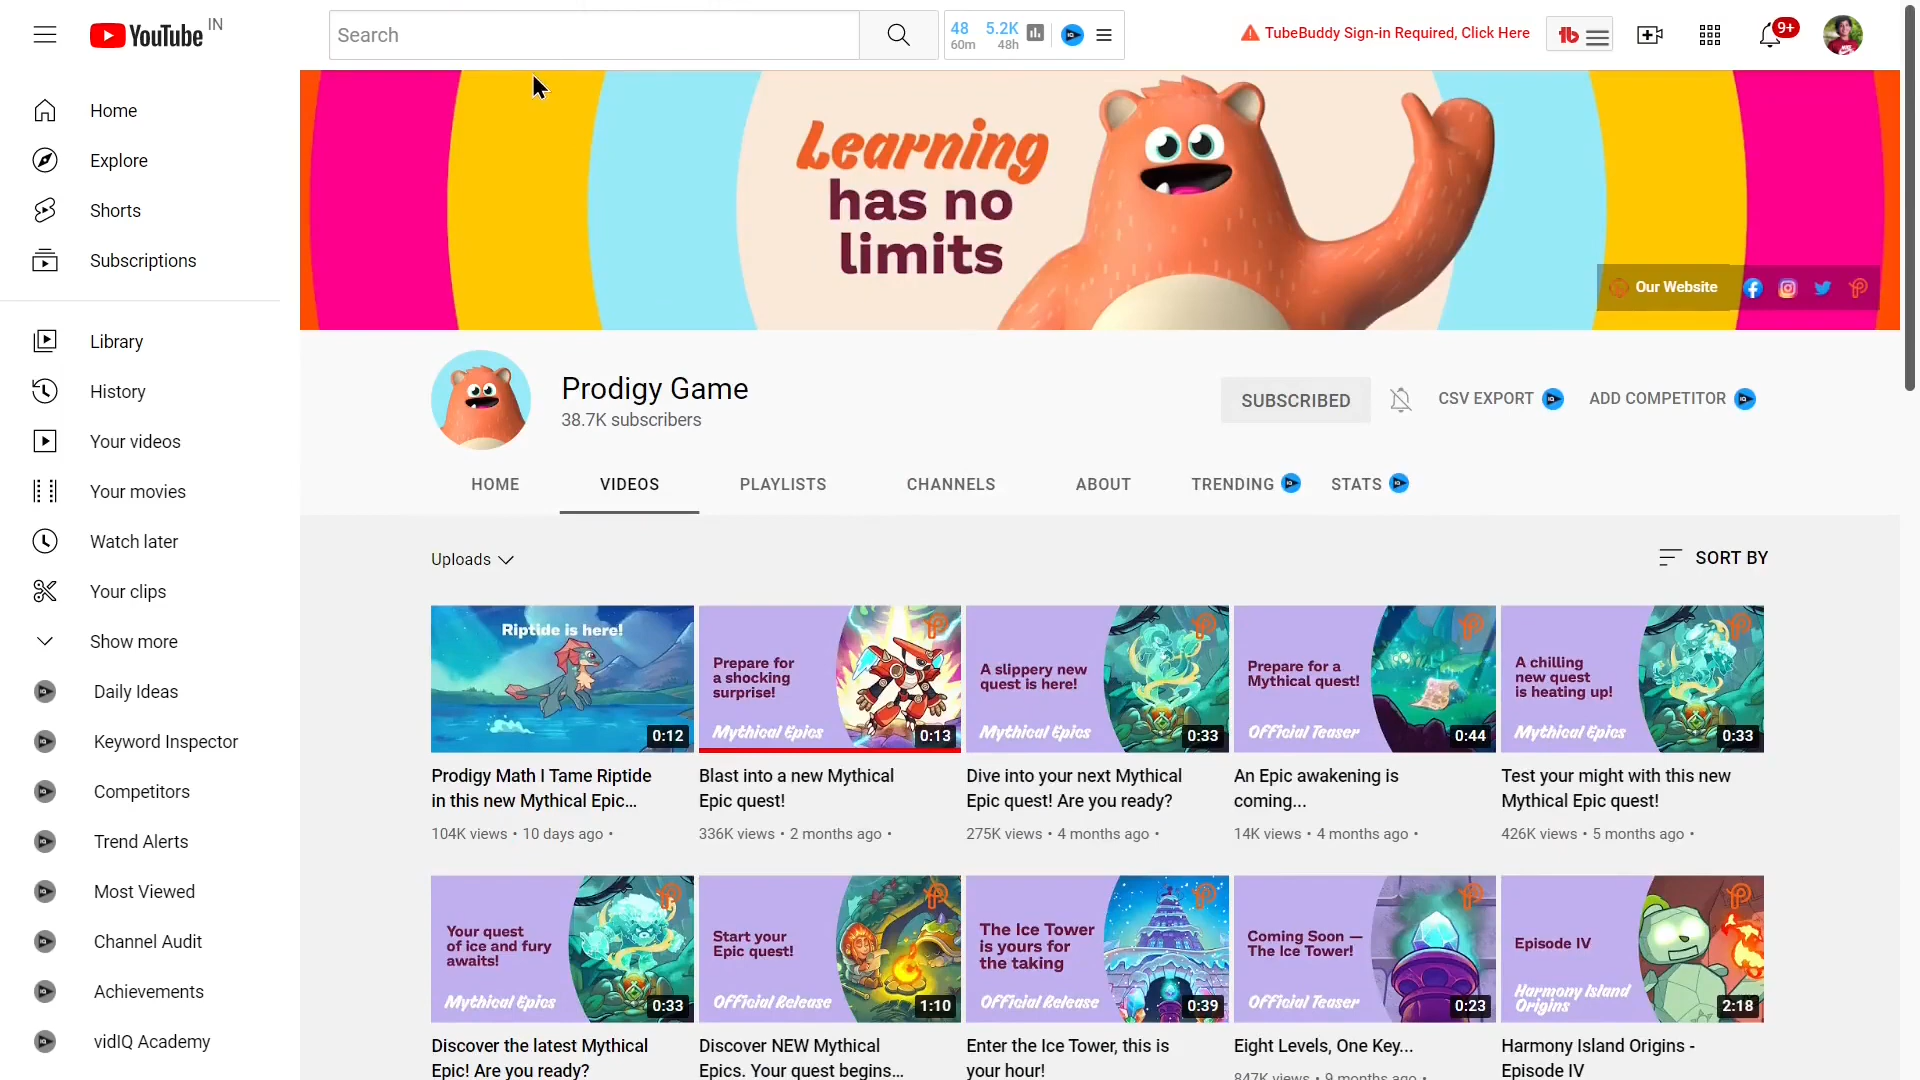 YouTube IN
Search
48 5.2K
60m 48h
TubeBuddy Sign-in Required, Click Here
tb
9+
Home
Explore
Shorts
Subscriptions
Library
History
Your videos
Your movies
Watch later
Your clips
Show more
Daily Ideas
Keyword Inspector
Competitors
Trend Alerts
Most Viewed
Channel Audit
Achievements
vidIQ Academy
Learning
has no
limits
Our Website
Prodigy Game
38.7K subscribers
SUBSCRIBED
CSV EXPORT
ADD COMPETITOR
HOME VIDEOS PLAYLISTS CHANNELS ABOUT TRENDING STATS
Uploads
SORT BY
Riptide is here!
0:12
Prodigy Math I Tame Riptide
in this new Mythical Epic...
104K views • 10 days ago •
Prepare for
a shocking
surprise!
Mythical Epics
0:13
Blast into a new Mythical
Epic quest!
336K views • 2 months ago •
A slippery new
quest is here!
Mythical Epics
0:33
Dive into your next Mythical
Epic quest! Are you ready?
275K views • 4 months ago •
Prepare for a
Mythical quest!
Official Teaser
0:44
An Epic awakening is
coming...
14K views • 4 months ago •
A chilling
new quest
is heating up!
Mythical Epics
0:33
Test your might with this new
Mythical Epic quest!
426K views • 5 months ago •
Your quest
of ice and fury
awaits!
Mythical Epics
0:33
Discover the latest Mythical
Epic! Are you ready?
Start your
Epic quest!
Official Release
1:10
Discover NEW Mythical
Epics. Your quest begins...
The Ice Tower
is yours for
the taking
Official Release
0:39
Enter the Ice Tower, this is
your hour!
Coming Soon —
The Ice Tower!
Official Teaser
0:23
Eight Levels, One Key...
847K views • 9 months ago •
Episode IV
Harmony Island
Origins
2:18
Harmony Island Origins -
Episode IV